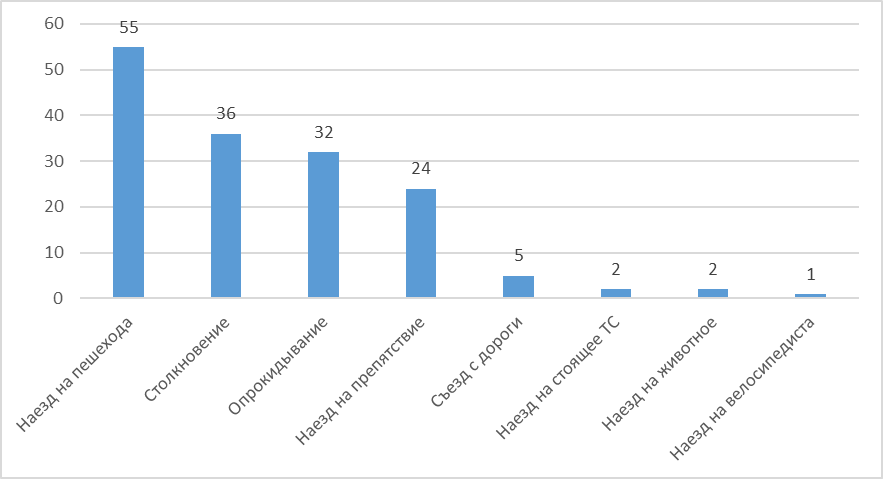 60
50
40
30
20
10
0
55
36
32
24
5
2
2
1
Наезд на пешехода
Столкновение
Опрокидывание
Наезд на препятствие
Съезд с дороги
Наезд на стоящее ТС
Наезд на животное
Наезд на велосипедиста